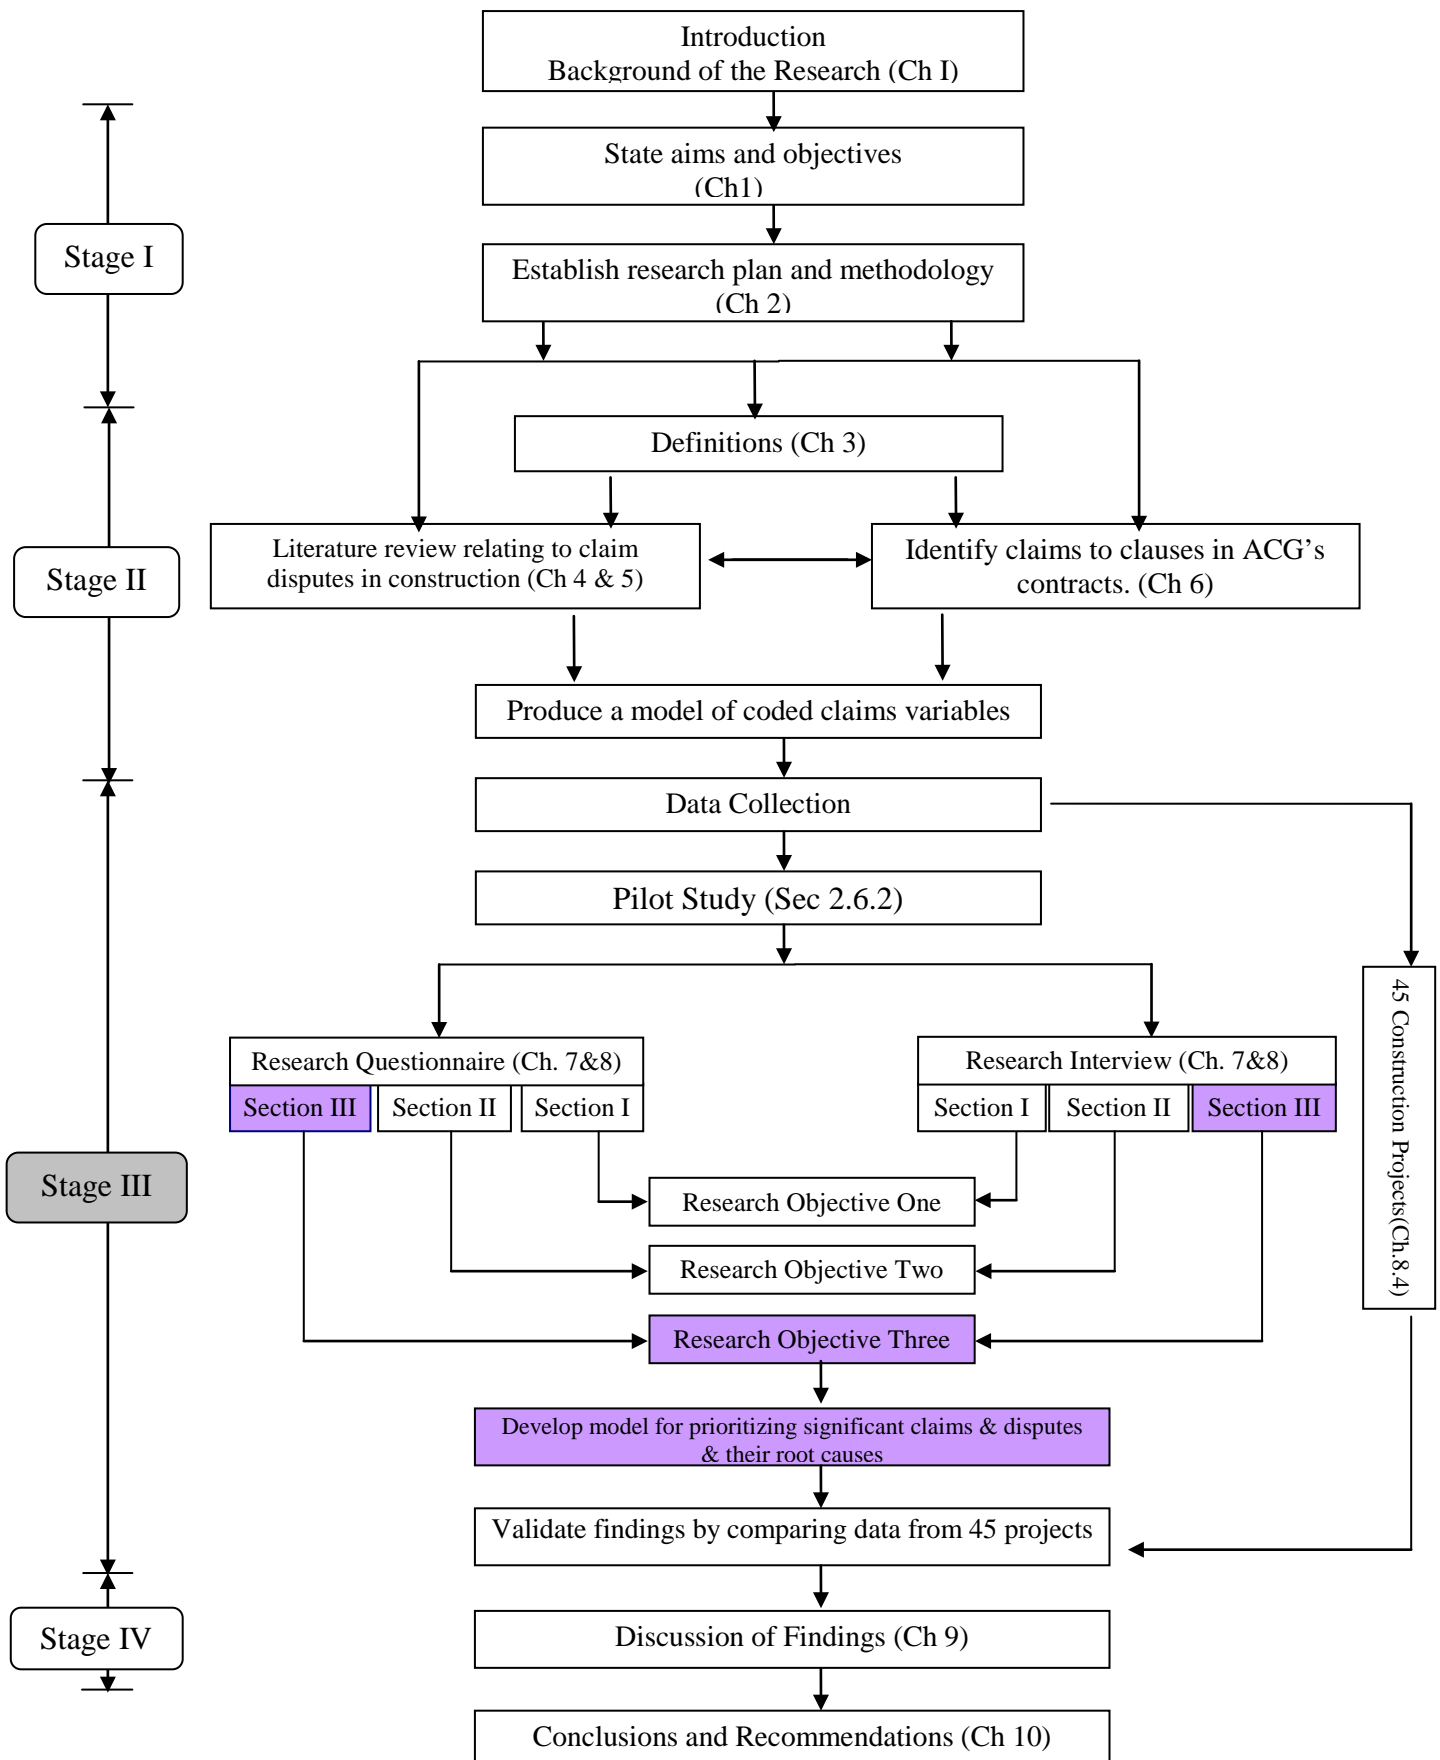 Introduction
Background of the Research (Ch I)
State aims and objectives
(Ch1)
Stage I
Establish research plan and methodology
(Ch 2)
Definitions (Ch 3)
Stage II
Literature review relating to claim
disputes in construction (Ch 4 & 5)
Identify claims to clauses in ACG’s
contracts. (Ch 6)
Produce a model of coded claims variables
Data Collection
Pilot Study (Sec 2.6.2)
45 Construction Projects(Ch.8.4)
Research Questionnaire (Ch. 7&8)
Section III
Section II
Section I
Research Interview (Ch. 7&8)
Section I
Section II
Section III
Stage III
Research Objective One
Research Objective Two
Research Objective Three
Develop model for prioritizing significant claims & disputes
& their root causes
Validate findings by comparing data from 45 projects
Stage IV
Discussion of Findings (Ch 9)
Conclusions and Recommendations (Ch 10)